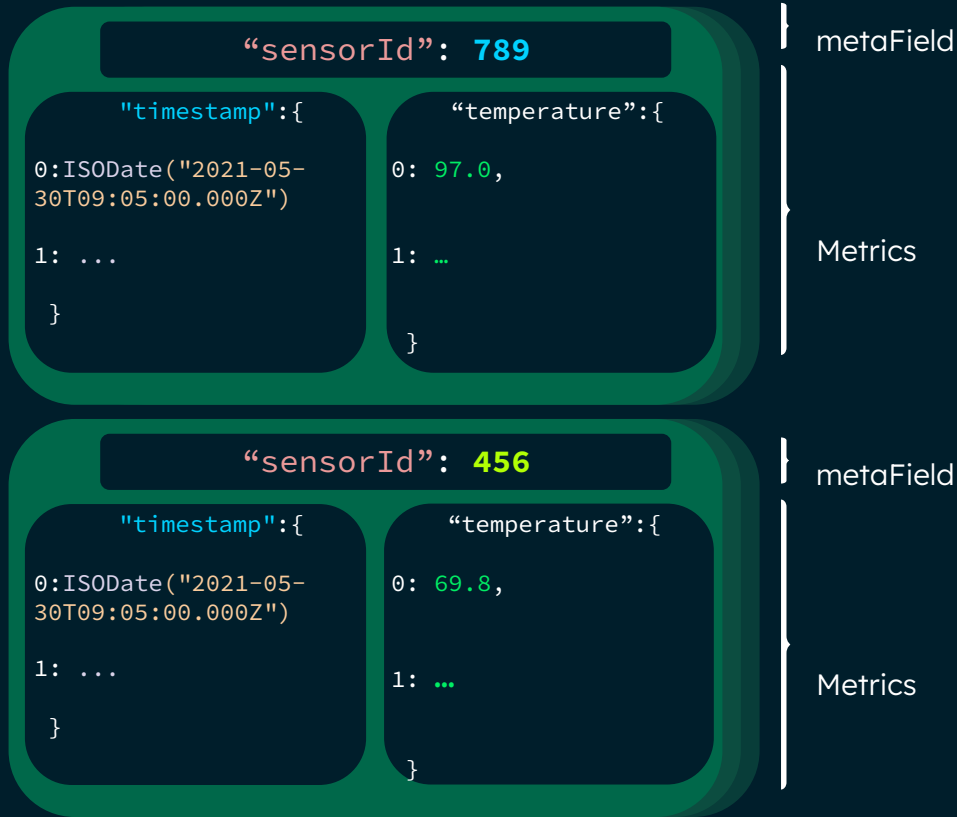 “sensorId”: 789
metaField
"timestamp":{
0:ISODate("2021-05-
30T09:05:00.000Z")
1: ...
}
“temperature”:{
0: 97.0,
1: …
}
Metrics
“sensorId”: 456
metaField
"timestamp":{
0:ISODate("2021-05-
30T09:05:00.000Z")
1: ...
}
“temperature”:{
0: 69.8,
1: …
}
Metrics